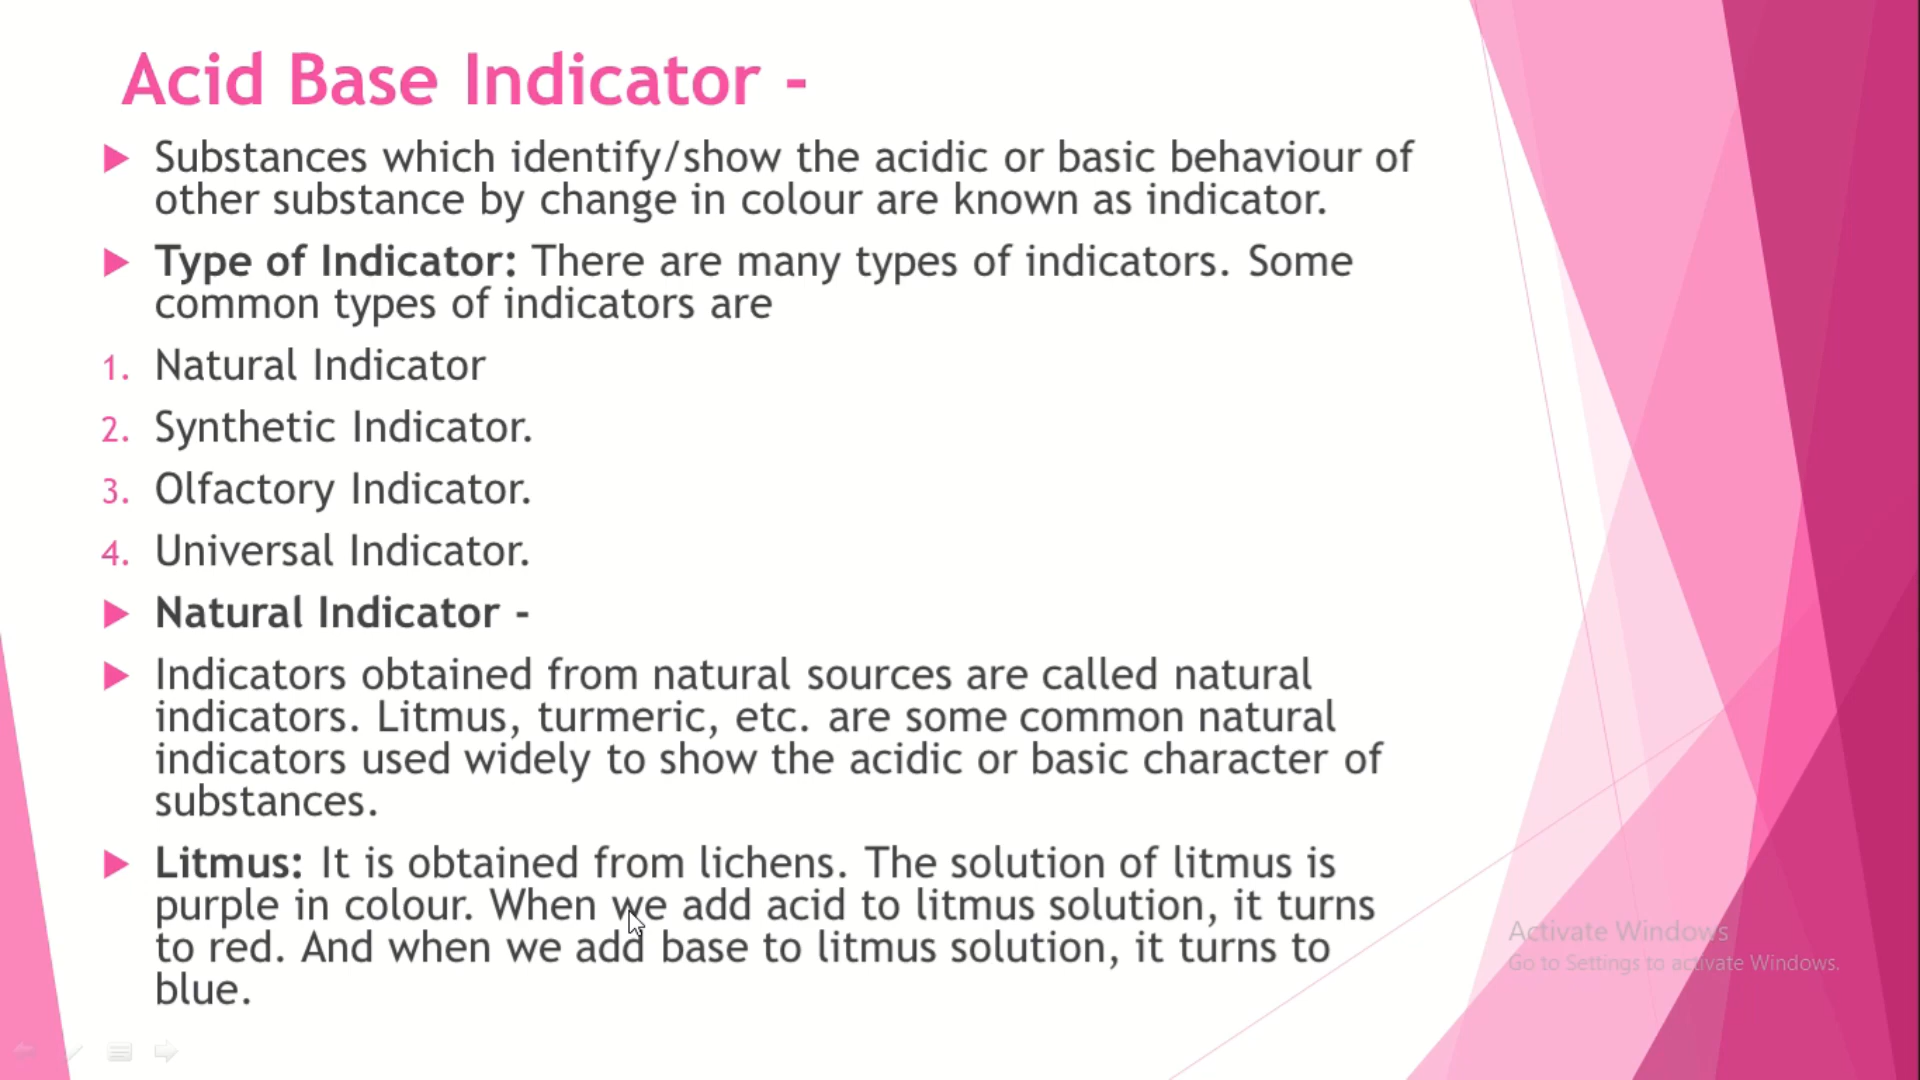 Acid Base Indicator -
Substances which identify/show the acidic or basic behaviour of
other substance by change in colour are known as indicator.
Type of Indicator: There are many types of indicators. Some
common types of indicators are
1. Natural Indicator
2. Synthetic Indicator.
3. Olfactory Indicator.
4. Universal Indicator.
Natural Indicator -
Indicators obtained from natural sources are called natural
indicators. Litmus, turmeric, etc. are some common natural
indicators used widely to show the acidic or basic character of
substances.
Litmus: It is obtained from lichens. The solution of litmus is
purple in colour. When we add acid to litmus solution, it turns
to red. And when we add base to litmus solution, it turns to
blue.
Activate Windows
Go to Settings to activate Windows.